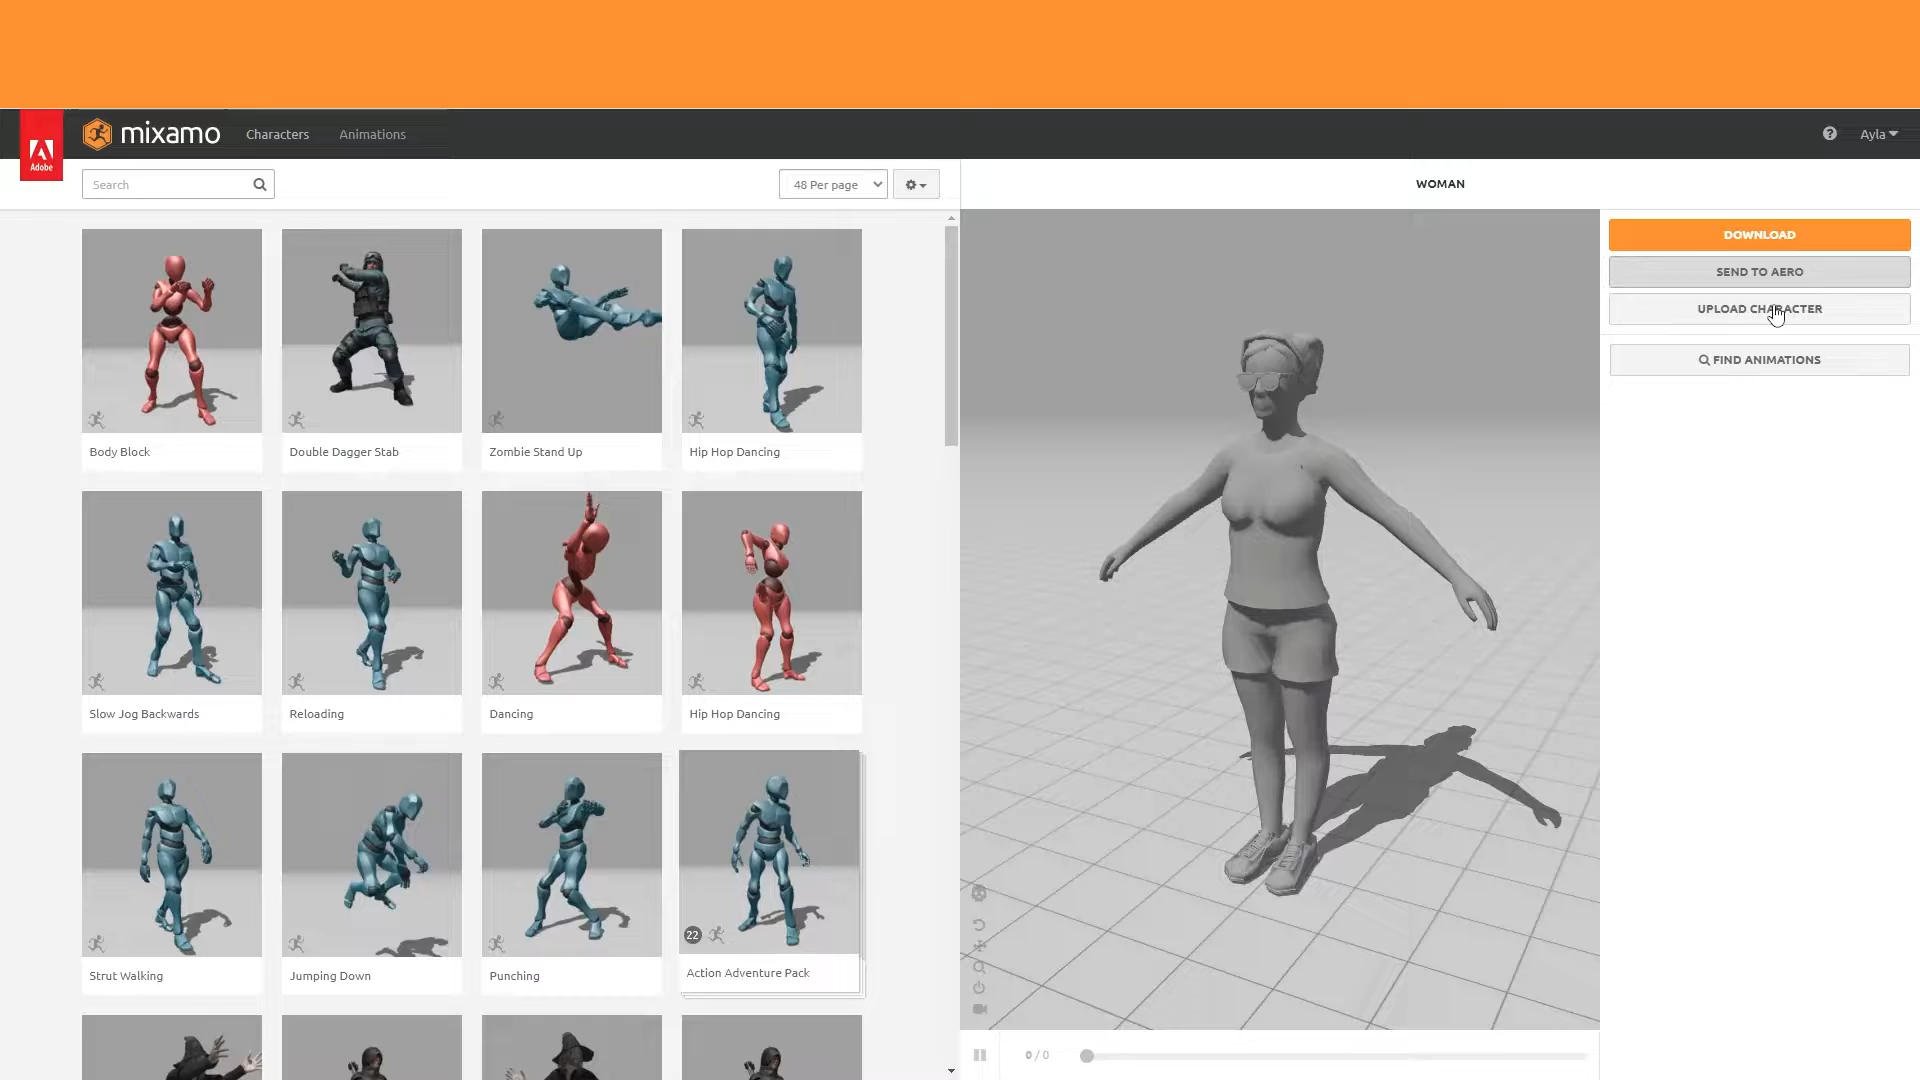 Adobe
mixamo
Characters
Animations
Ayla
Search
48 Per page
WOMAN
DOWNLOAD
SEND TO AERO
UPLOAD CHARACTER
FIND ANIMATIONS
Body Block
Double Dagger Stab
Zombie Stand Up
Hip Hop Dancing
Slow Jog Backwards
Reloading
Dancing
Hip Hop Dancing
22
Strut Walking
Jumping Down
Punching
Action Adventure Pack
0 / 0